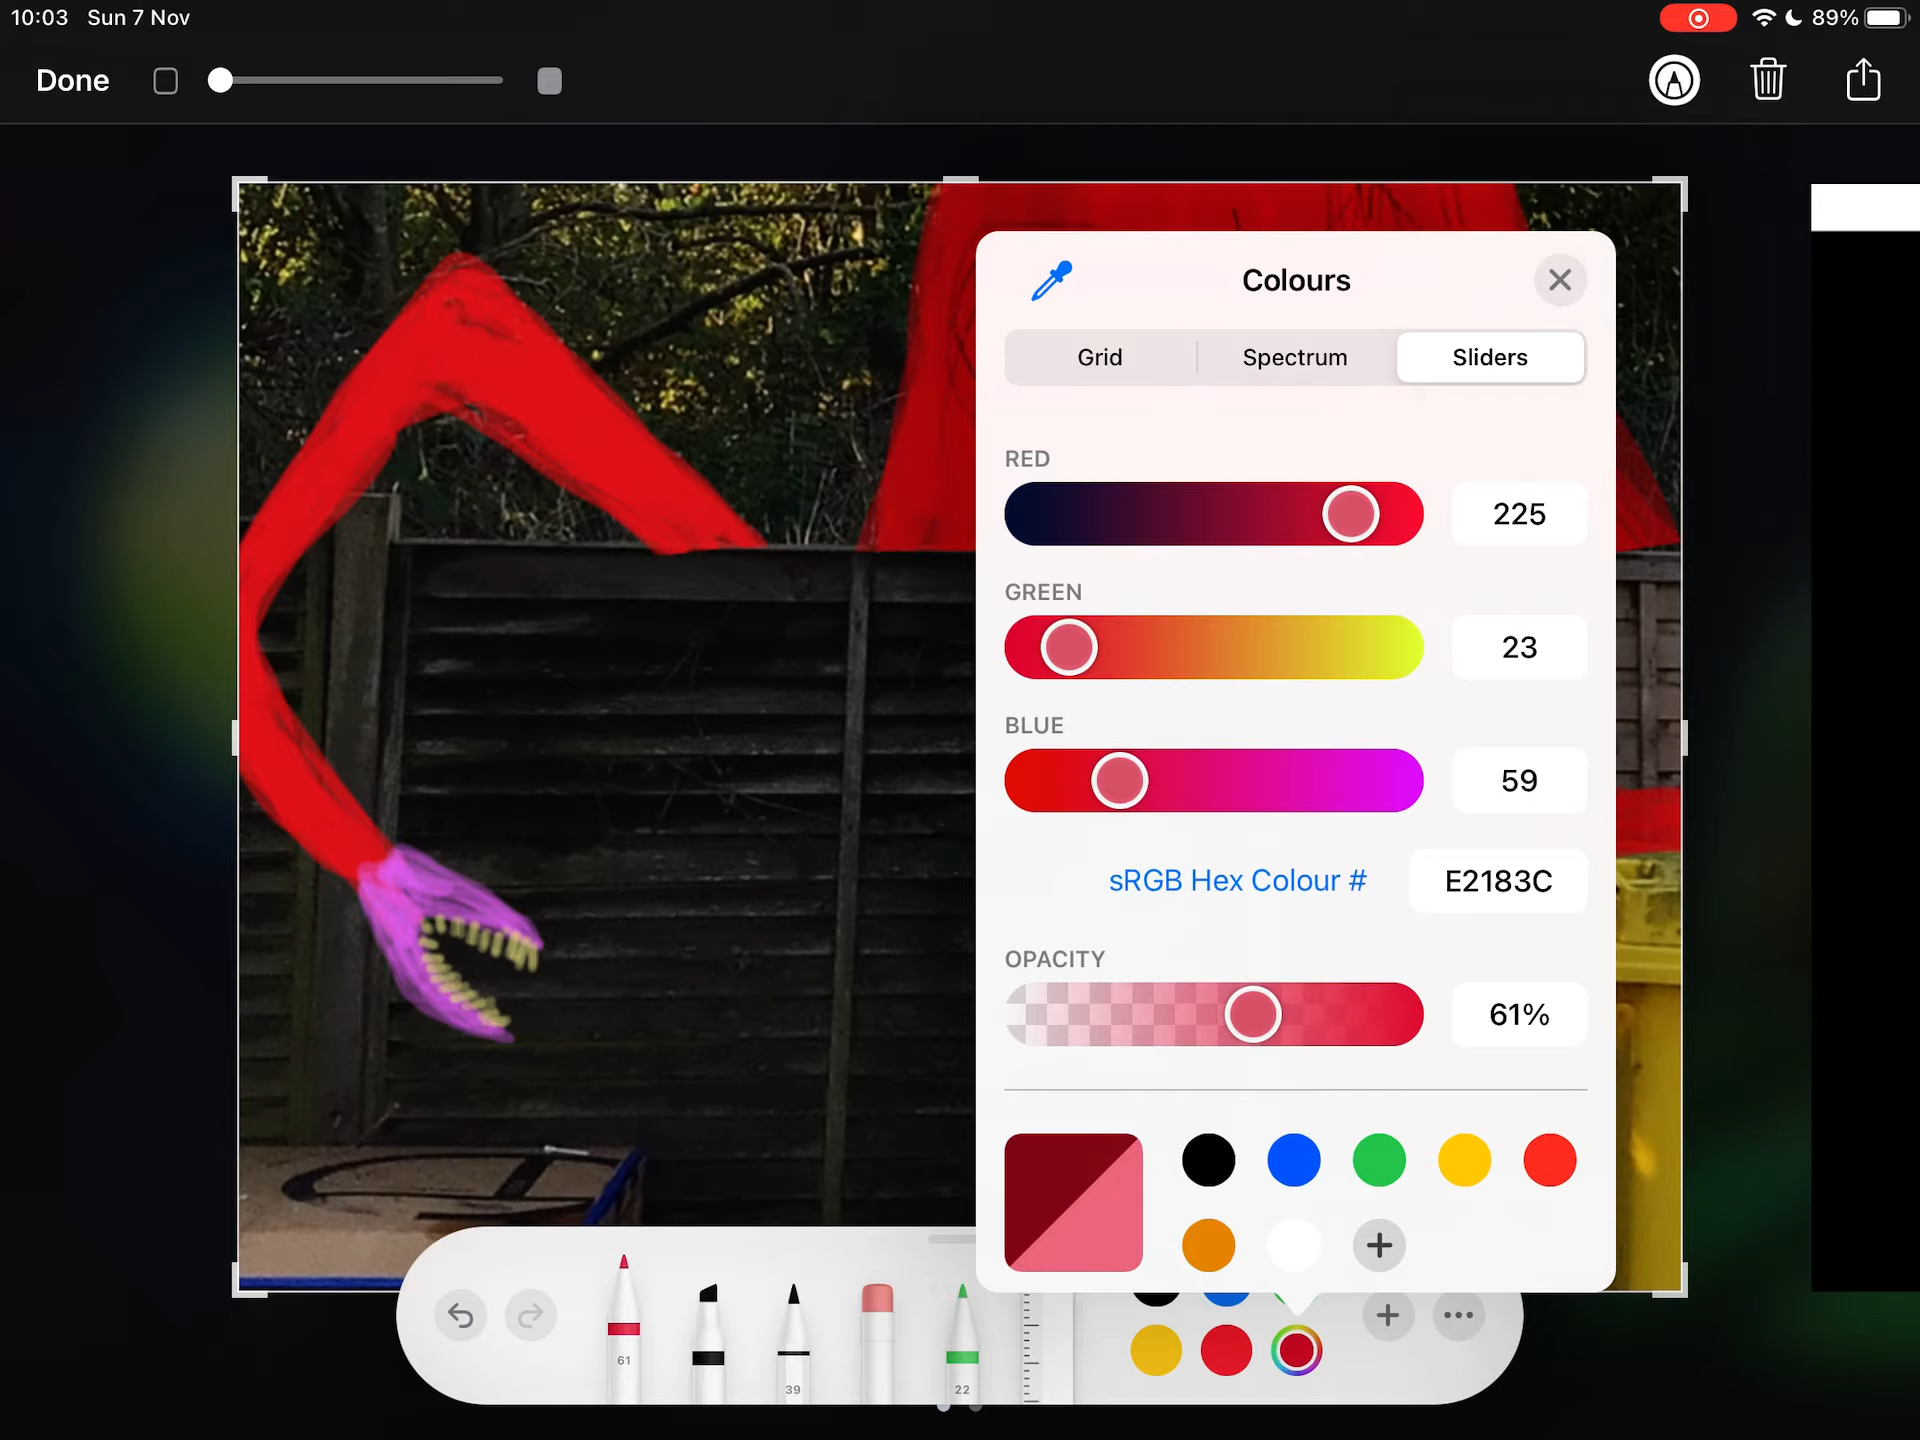 10:03 Sun 7 Nov 89%
Done
Colours
Grid Spectrum Sliders
RED
225
GREEN
23
BLUE
59
sRGB Hex Colour # E2183C
OPACITY
61%
61
39
22